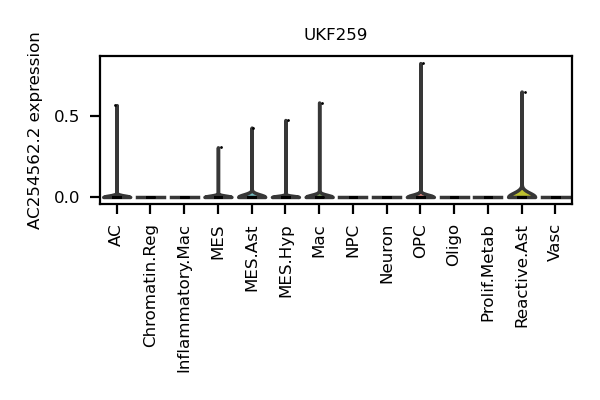 UKF259
AC254562.2 expression
0.5
0.0
AC
Chromatin.Reg
Inflammatory.Mac
MES
MES.Ast
MES.Hyp
Mac
NPC
Neuron
OPC
Oligo
Prolif.Metab
Reactive.Ast
Vasc